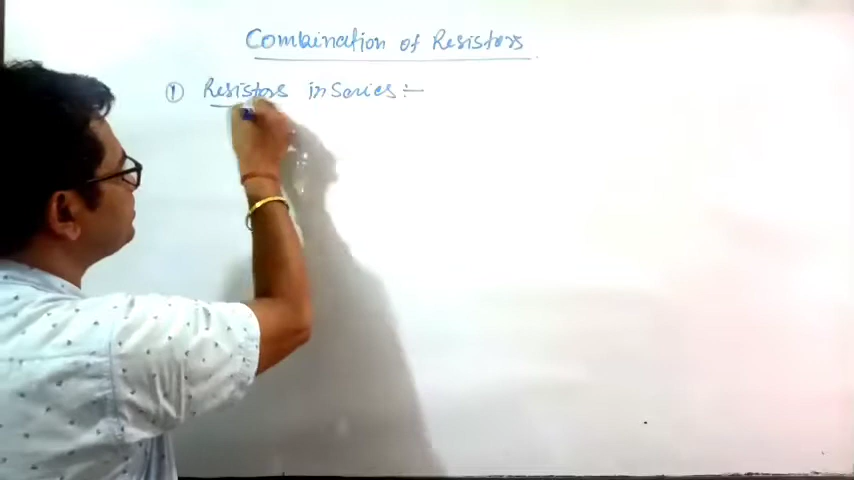 Combination of Resistors
① Resistors in Series :-